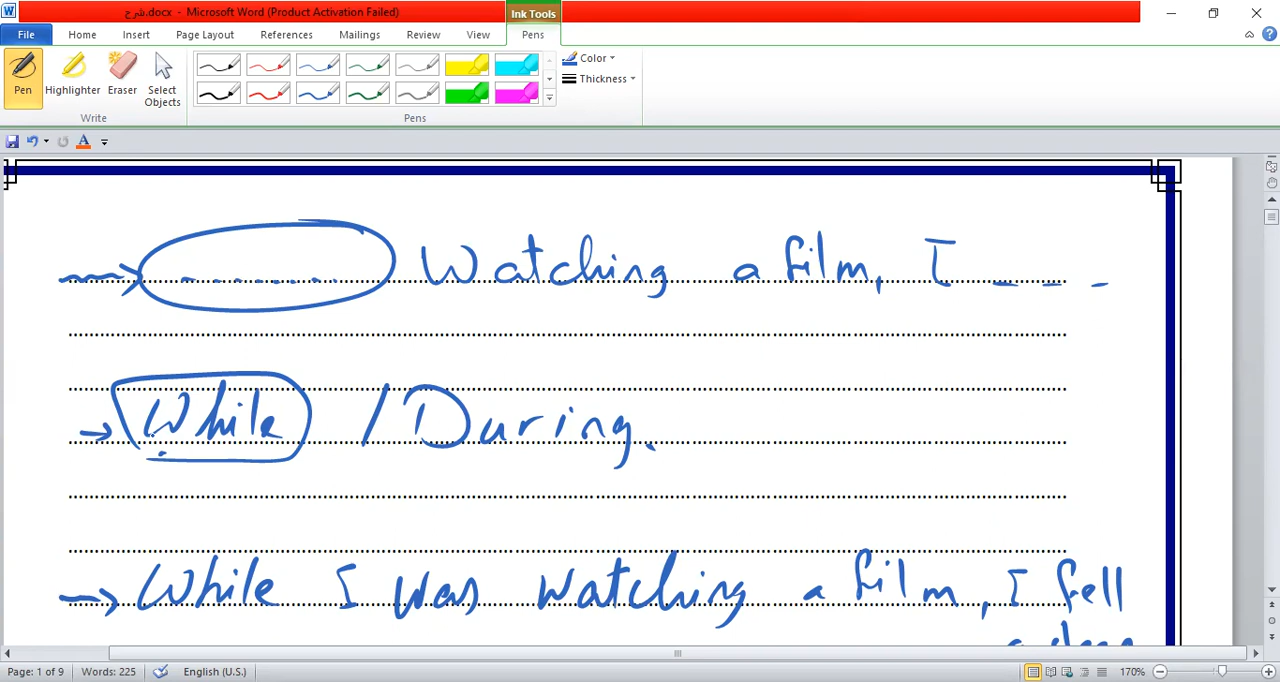 شرح.docx - Microsoft Word (Product Activation Failed)
Ink Tools
File Home Insert Page Layout References Mailings Review View Pens
Pen Highlighter Eraser Select Objects
Color
Thickness
Write Pens
........ Watching a film, I _ _ _
While / During.
While I was watching a film, I fell
Page: 1 of 9 Words: 225 English (U.S.) 170%